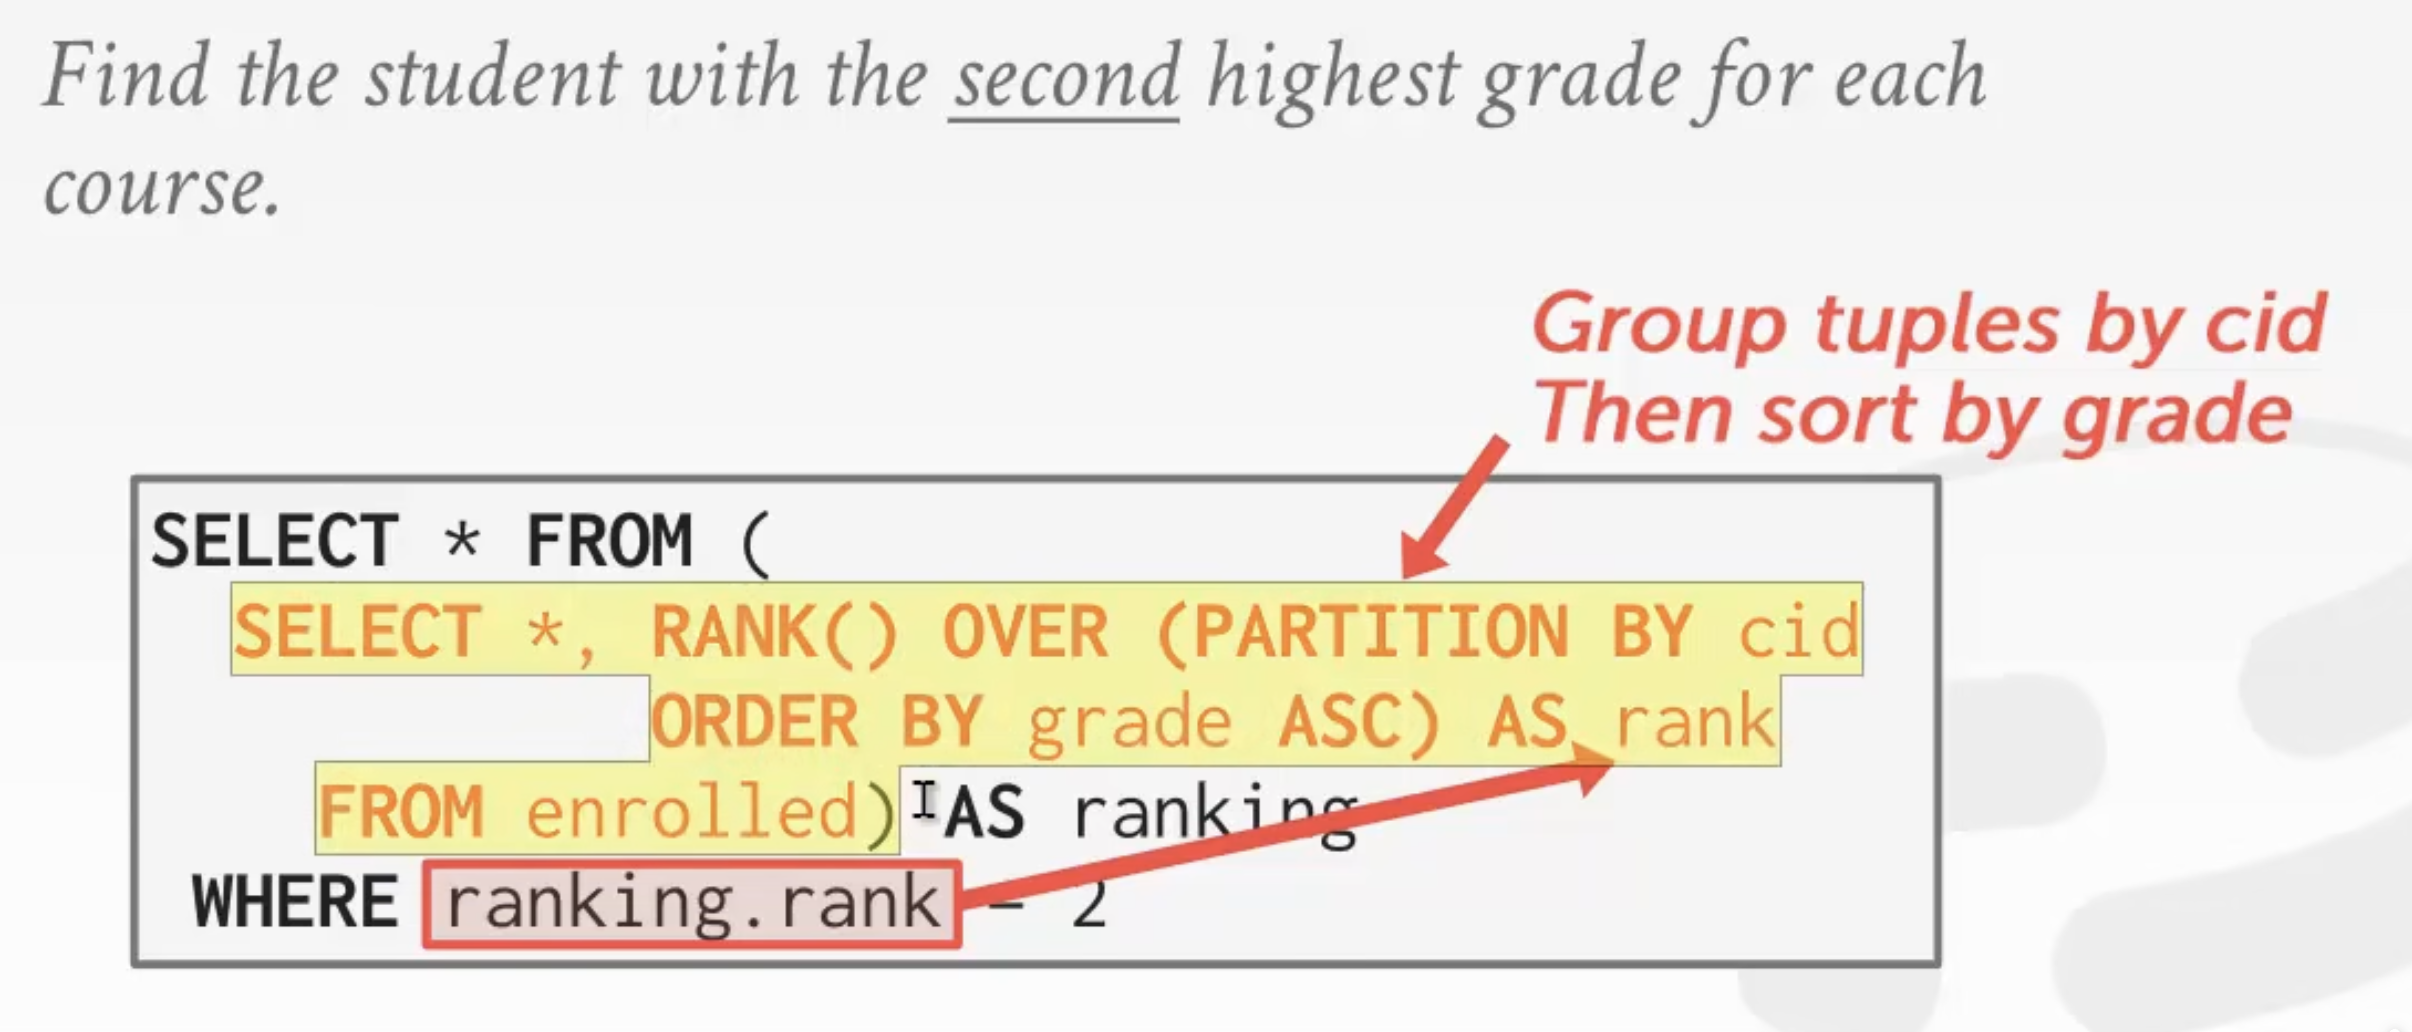 Find the student with the second highest grade for each
course.
Group tuples by cid
Then sort by grade
SELECT * FROM (
SELECT *, RANK() OVER (PARTITION BY cid
ORDER BY grade ASC) AS rank
FROM enrolled) AS ranking
WHERE ranking.rank = 2